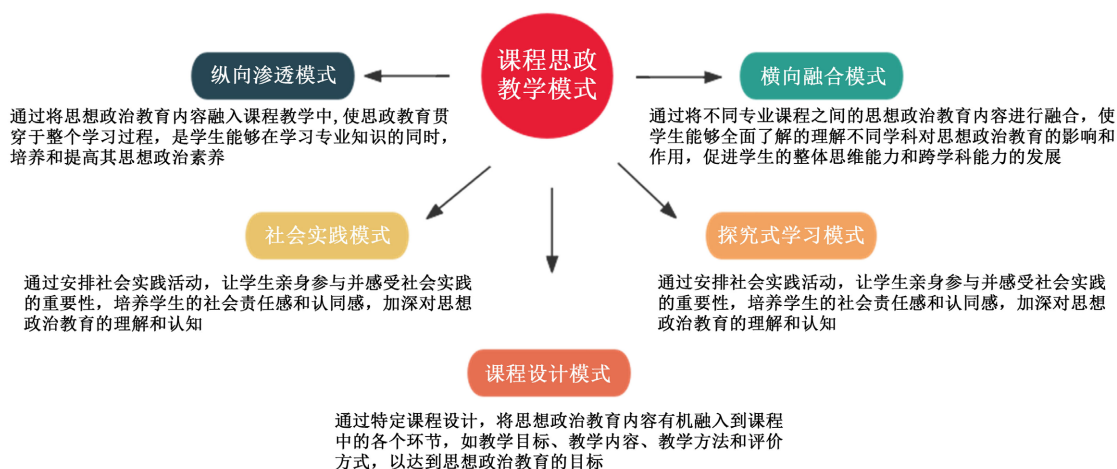 课程思政
教学模式
纵向渗透模式
通过将思想政治教育内容融入课程教学中,使思政教育贯
穿于整个学习过程，是学生能够在学习专业知识的同时，
培养和提高其思想政治素养
横向融合模式
通过将不同专业课程之间的思想政治教育内容进行融合，使
学生能够全面了解的理解不同学科对思想政治教育的影响和
作用，促进学生的整体思维能力和跨学科能力的发展
社会实践模式
通过安排社会实践活动，让学生亲身参与并感受社会实践
的重要性，培养学生的社会责任感和认同感，加深对思想
政治教育的理解和认知
探究式学习模式
通过安排社会实践活动，让学生亲身参与并感受社会实践
的重要性，培养学生的社会责任感和认同感，加深对思想
政治教育的理解和认知
课程设计模式
通过特定课程设计，将思想政治教育内容有机融入到课程
中的各个环节，如教学目标、教学内容、教学方法和评价
方式，以达到思想政治教育的目标